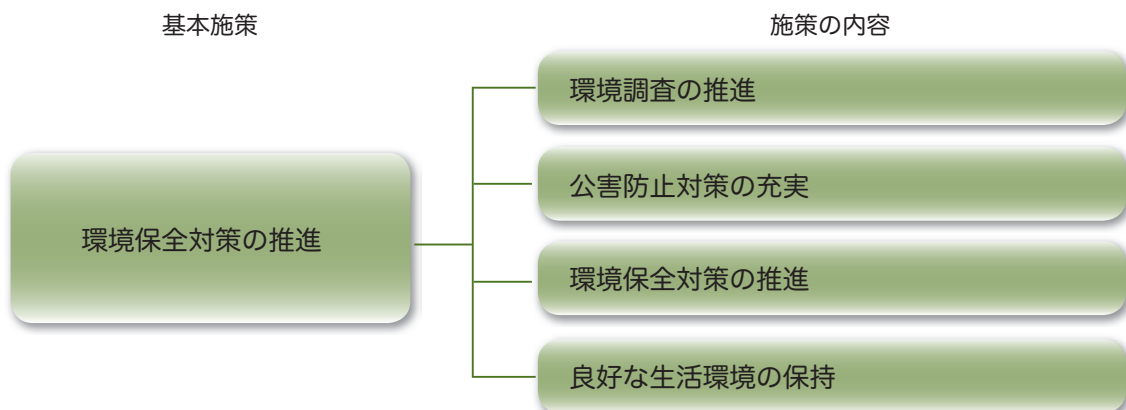 基本施策
施策の内容
環境保全対策の推進
環境調査の推進
公害防止対策の充実
環境保全対策の推進
良好な生活環境の保持